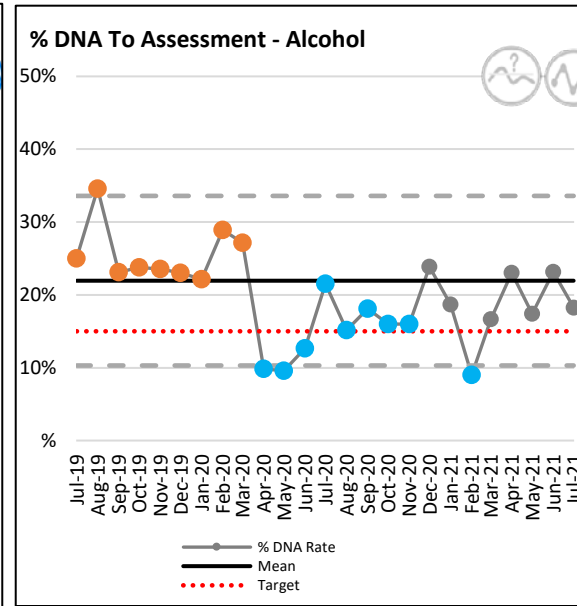 % DNA To Assessment - Alcohol
?
50%
40%
30%
20%
10%
%
Jul-19
Aug-19
Sep-19
Oct-19
Nov-19
Dec-19
Jan-20
Feb-20
Mar-20
Apr-20
May-20
Jun-20
Jul-20
Aug-20
Sep-20
Oct-20
Nov-20
Dec-20
Jan-21
Feb-21
Mar-21
Apr-21
May-21
Jun-21
Jul-21
% DNA Rate
Mean
Target